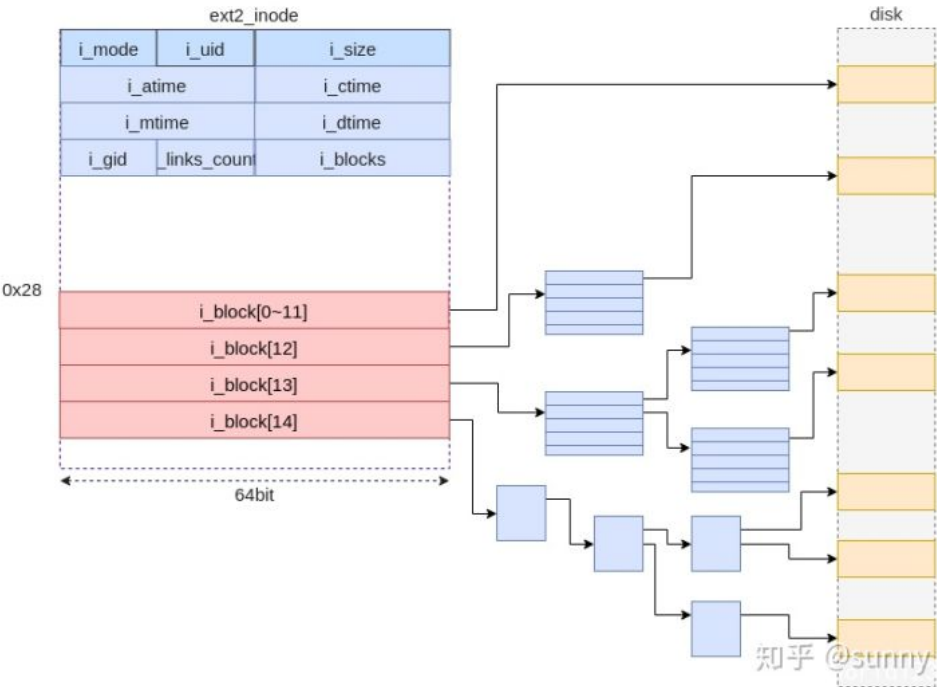 ext2_inode
disk
i_mode i_uid i_size
i_atime i_ctime
i_mtime i_dtime
i_gid _links_count i_blocks
0x28
i_block[0~11]
i_block[12]
i_block[13]
i_block[14]
64bit
知乎 @sunny